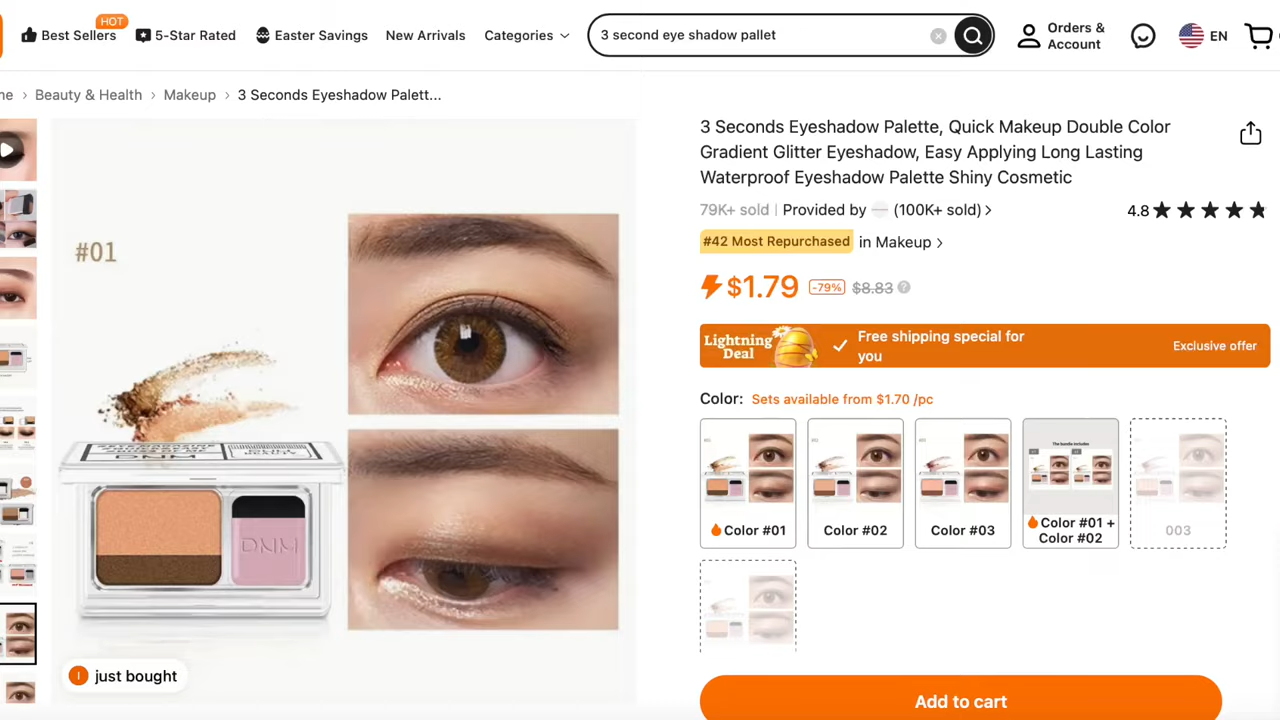 HOT
Best Sellers
5-Star Rated
Easter Savings
New Arrivals
Categories
3 second eye shadow pallet
Orders &
Account
EN
me
Beauty & Health
Makeup
3 Seconds Eyeshadow Palett...
3 Seconds Eyeshadow Palette, Quick Makeup Double Color
Gradient Glitter Eyeshadow, Easy Applying Long Lasting
Waterproof Eyeshadow Palette Shiny Cosmetic
79K+ sold | Provided by (100K+ sold) >
4.8
#42 Most Repurchased in Makeup >
$1.79 -79% $8.83 ?
Lightning
Deal
Free shipping special for
you
Exclusive offer
Color: Sets available from $1.70 /pc
#01
DNM
DNM
The bundle includes
Color #01
Color #02
Color #03
Color #01 +
Color #02
003
just bought
Add to cart